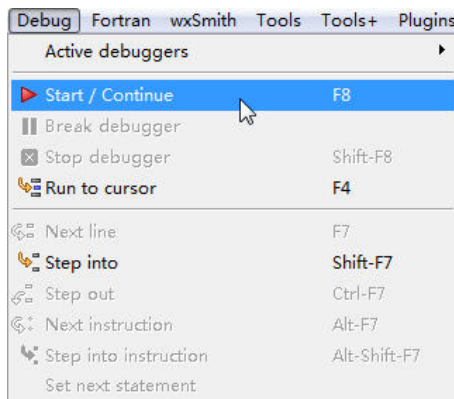 Debug Fortran wxSmith Tools Tools+ Plugins
Active debuggers
Start / Continue F8
Break debugger
Stop debugger Shift-F8
Run to cursor F4
Next line F7
Step into Shift-F7
Step out Ctrl-F7
Next instruction Alt-F7
Step into instruction Alt-Shift-F7
Set next statement